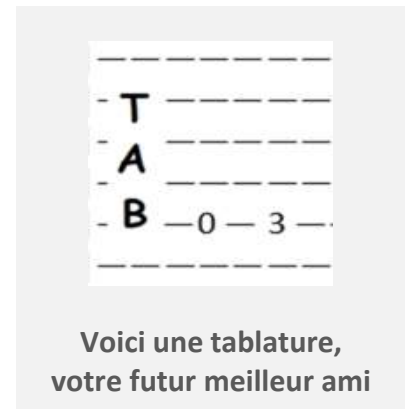 T
A
B —0— 3 —
Voici une tablature,
votre futur meilleur ami